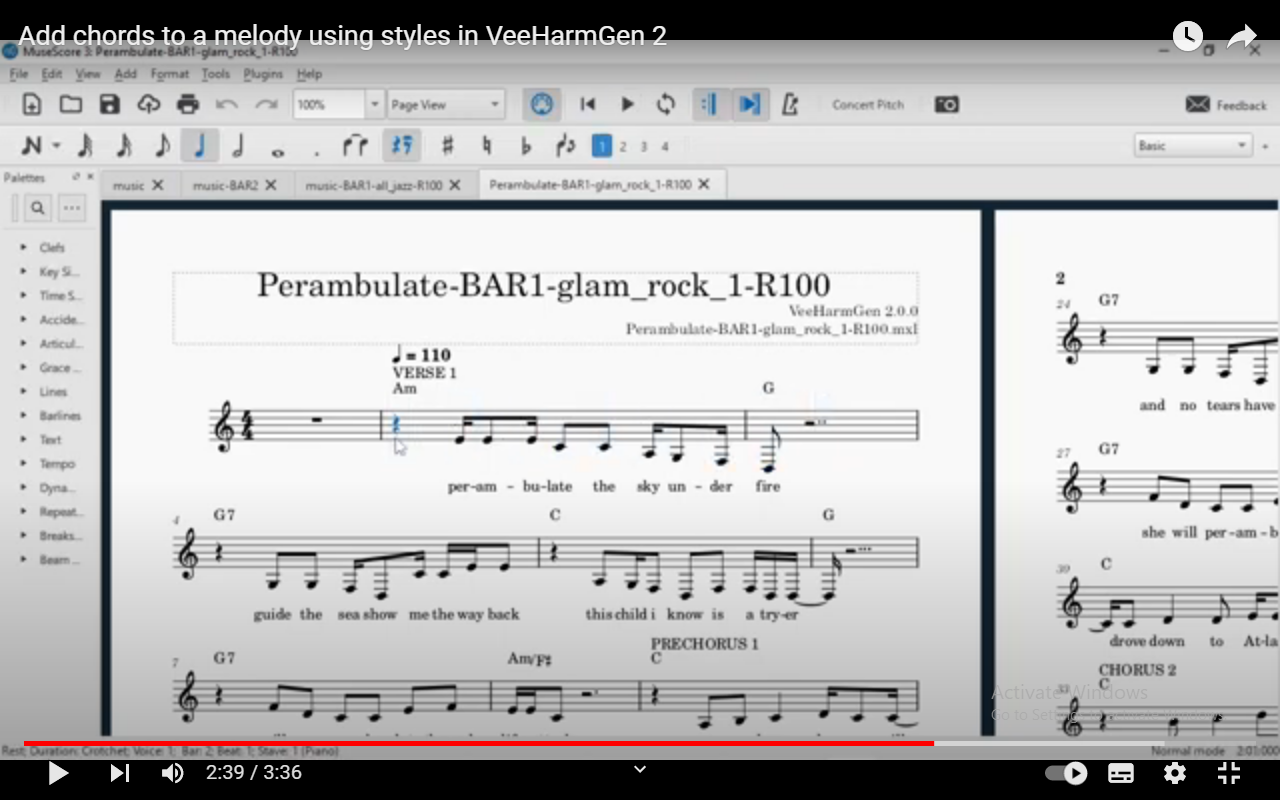 Add chords to a melody using styles in VeeHarmGen 2
MuseScore 3: Perambulate-BAR1-glam_rock_1-R100
File Edit View Add Format Tools Plugins Help
100% Page View Concert Pitch Feedback
1 2 3 4 Basic
Palettes
music music-BAR2 music-BAR1-all_jazz-R100 Perambulate-BAR1-glam_rock_1-R100
Clefs
Key Si...
Time S...
Accide...
Articul...
Grace ...
Lines
Barlines
Text
Tempo
Dyna...
Repeat...
Breaks...
Beam ...
Perambulate-BAR1-glam_rock_1-R100
VeeHarmGen 2.0.0
Perambulate-BAR1-glam_rock_1-R100.mxl
= 110
VERSE 1
Am G
per-am - bu-late the sky un - der fire
4 G7 C G
guide the sea show me the way back this child i know is a try-er
PRECHORUS 1
7 G7 Am/F♯ C
2
24 G7
and no tears have
27 G7
she will per-am-b
30 C
drove down to At-la
CHORUS 2
33 C
Activate Windows
Rest; Duration: Crotchet; Voice: 1; Bar: 2; Beat: 1; Stave: 1 (Piano)
Normal mode 2:01:000
2:39 / 3:36